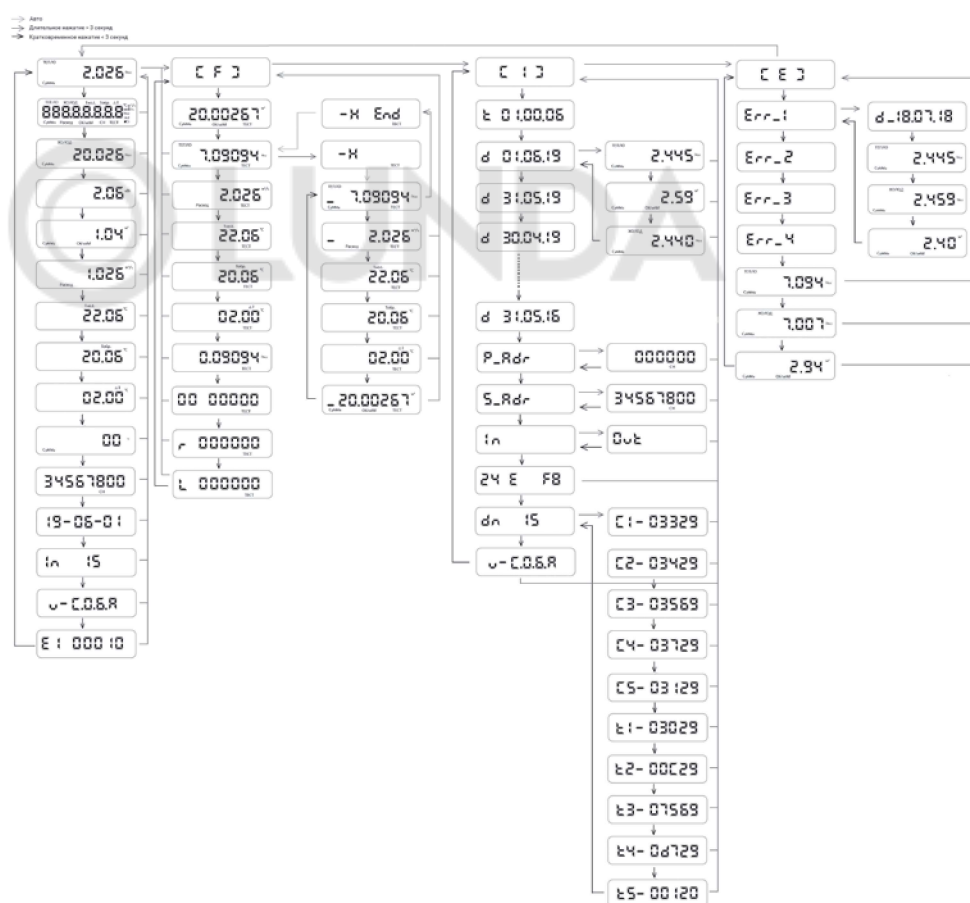 Авто
Длительное нажатие > 3 секунд
Кратковременное нажатие < 3 секунд
LUNDA
2.026
88888888
20.026
2.06
1.04
1.026
22.06
20.06
02.00
00
34567800
19-06-01
In 15
v-C.0.6.A
E1 00010
[ F ]
20.00267
7.09094
2.026
22.06
20.06
02.00
0.09094
00 00000
r 000000
L 000000
-H End
-H
_ 7.09094
_ 2.026
22.06
20.06
02.00
_20.00267
[ 1 ]
t 01.00.06
d 01.06.19
d 31.05.19
d 30.04.19
d 31.05.16
P_Adr
S_Adr
In
24 E F8
dn 15
v-C.0.6.A
2.445
2.59
2.440
000000
34567800
Out
C1-03329
C2-03429
C3-03569
C4-03729
C5-03129
t1-03029
t2-00C29
t3-07569
t4-0d729
t5-00120
[ E ]
Err_1
Err_2
Err_3
Err_4
7.094
7.007
2.94
d_18.07.18
2.445
2.459
2.40